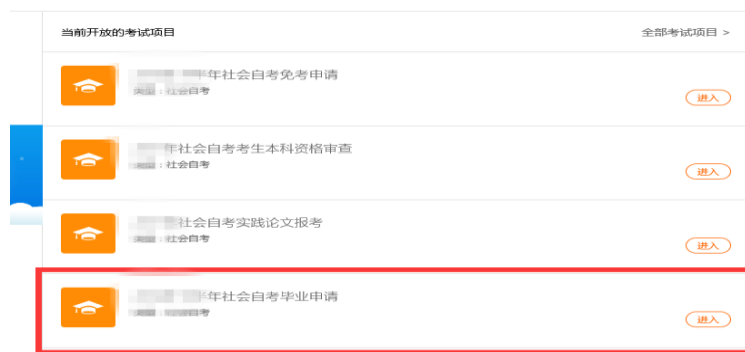 当前开放的考试项目
全部考试项目 >
年社会自考免考申请
类型：社会自考
进入
年社会自考考生本科资格审查
：社会自考
进入
社会自考实践论文报考
：社会自考
进入
年社会自考毕业申请
自考
进入